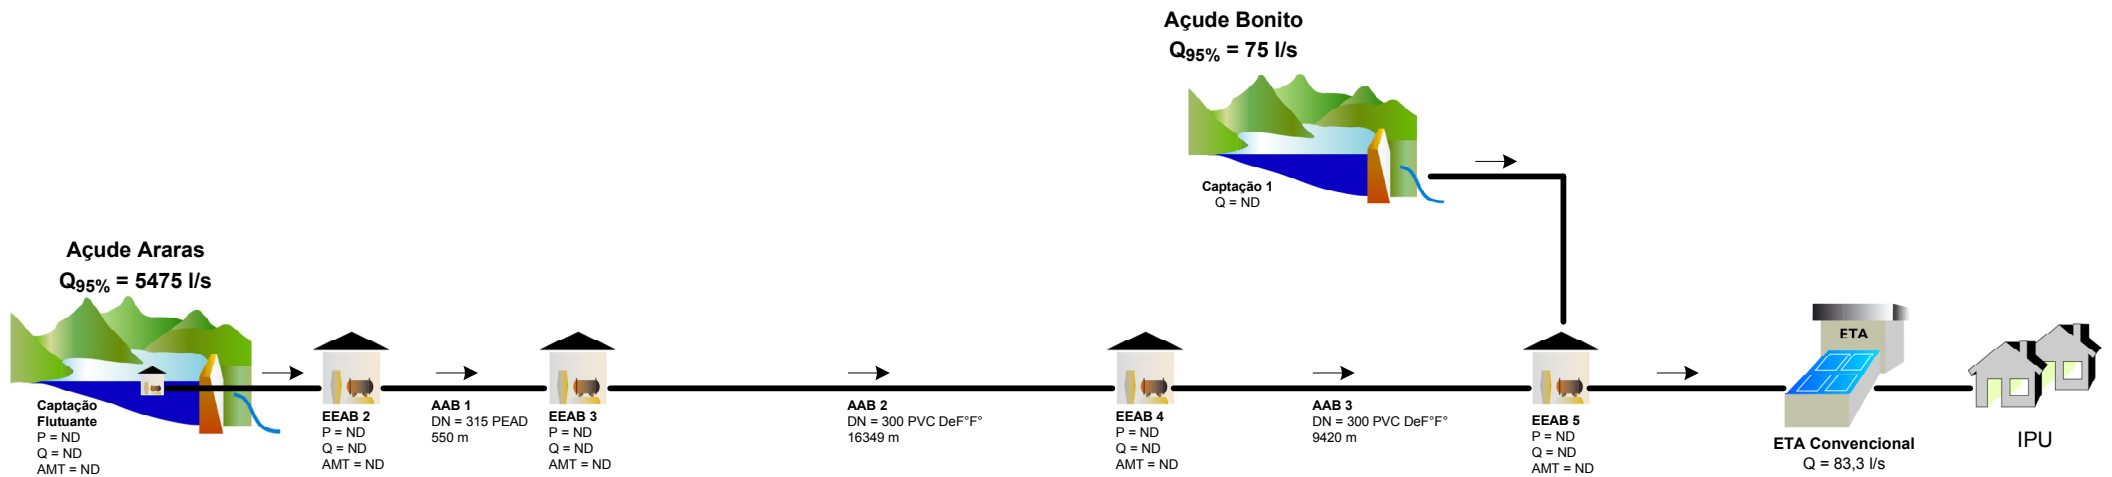 Açude Bonito
Q95% = 75 l/s
Captação 1
Q = ND
Açude Araras
Q95% = 5475 l/s
Captação
Flutuante
P = ND
Q = ND
AMT = ND
EEAB 2
P = ND
Q = ND
AMT = ND
AAB 1
DN = 315 PEAD
550 m
EEAB 3
P = ND
Q = ND
AMT = ND
AAB 2
DN = 300 PVC DeF°F°
16349 m
EEAB 4
P = ND
Q = ND
AMT = ND
AAB 3
DN = 300 PVC DeF°F°
9420 m
EEAB 5
P = ND
Q = ND
AMT = ND
ETA
ETA Convencional
Q = 83,3 l/s
IPU